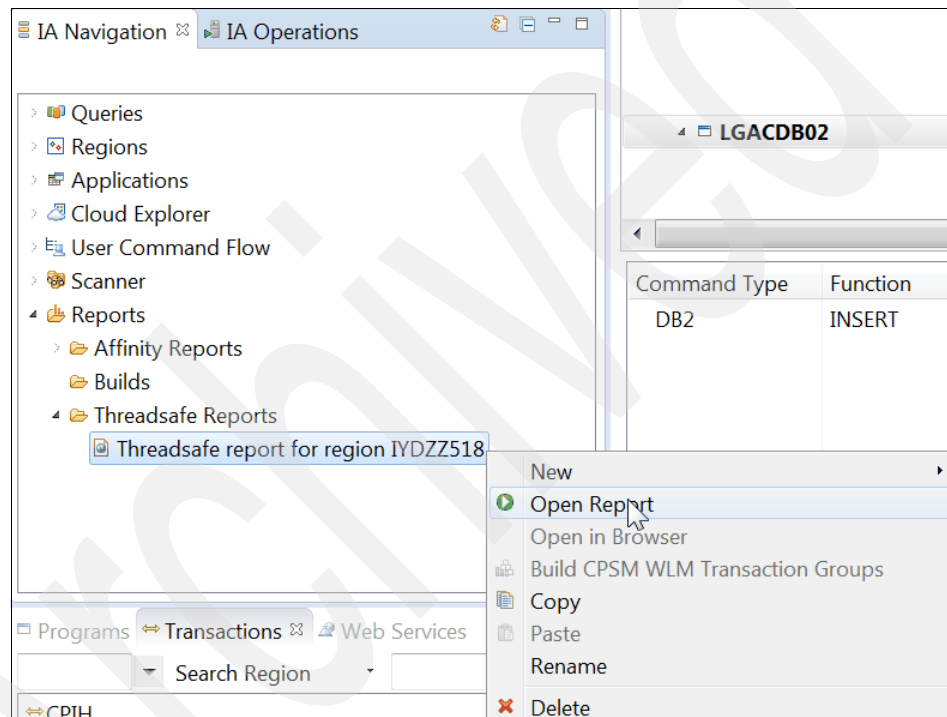 IA Navigation
IA Operations
Queries
Regions
Applications
Cloud Explorer
User Command Flow
Scanner
Reports
Affinity Reports
Builds
Threadsafe Reports
Threadsafe report for region IYDZZ518
LGACDB02
Command Type Function
DB2 INSERT
New
Open Report
Open in Browser
Build CPSM WLM Transaction Groups
Copy
Paste
Rename
Delete
Programs Transactions Web Services
Search Region
CPIH